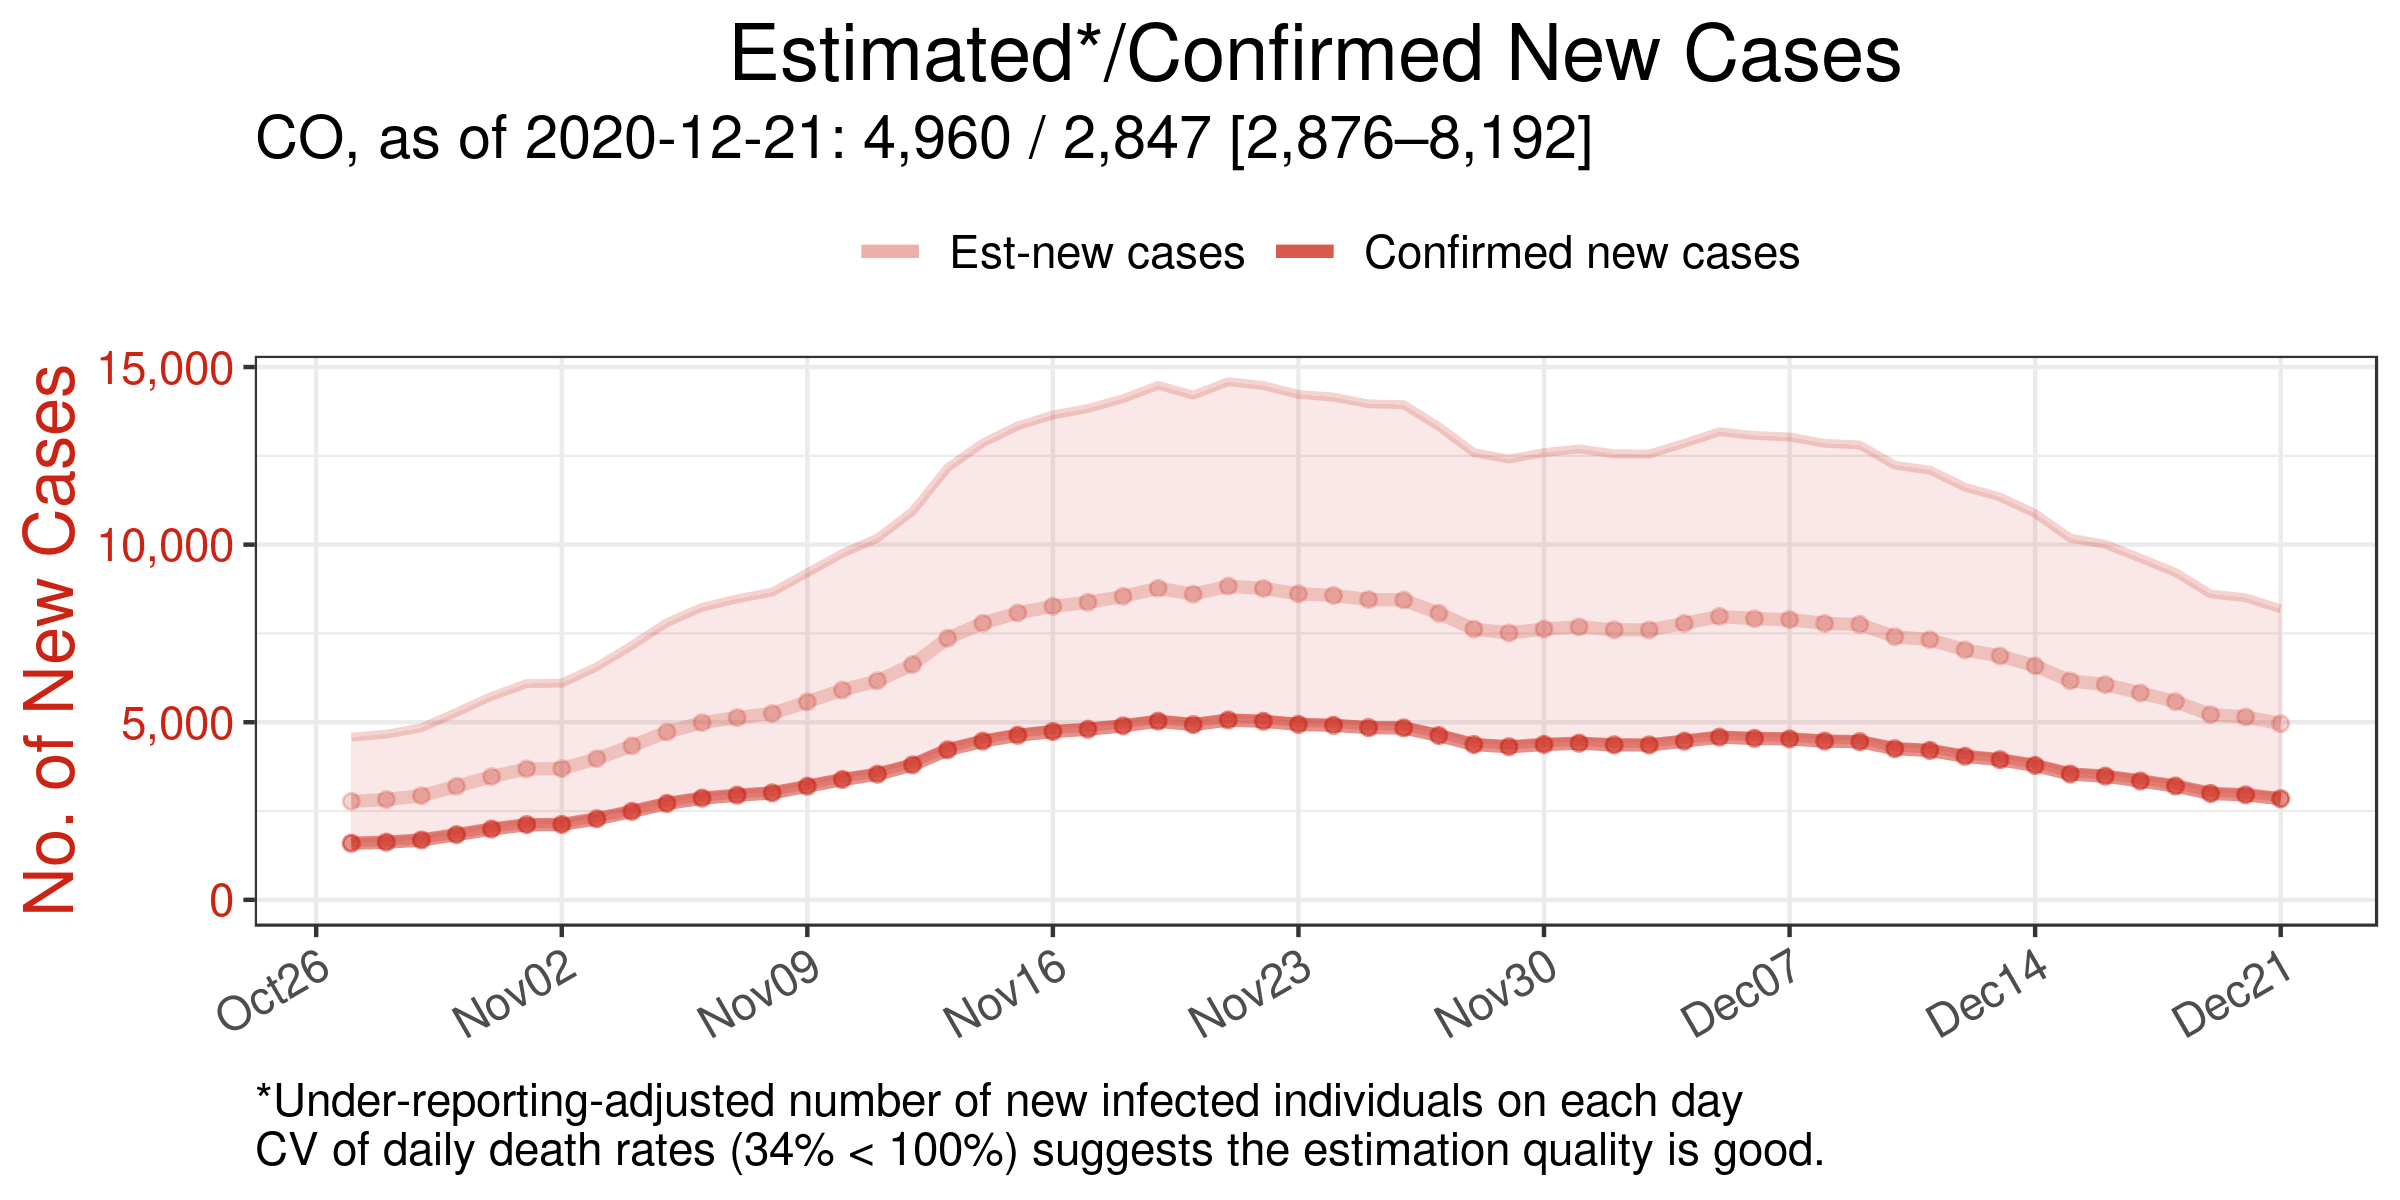 Estimated*/Confirmed New Cases
CO, as of 2020-12-21: 4,960 / 2,847 [2,876–8,192]
Est-new cases Confirmed new cases
No. of New Cases
15,000
10,000
5,000
0
Oct26 Nov02 Nov09 Nov16 Nov23 Nov30 Dec07 Dec14 Dec21
*Under-reporting-adjusted number of new infected individuals on each day
CV of daily death rates (34% < 100%) suggests the estimation quality is good.